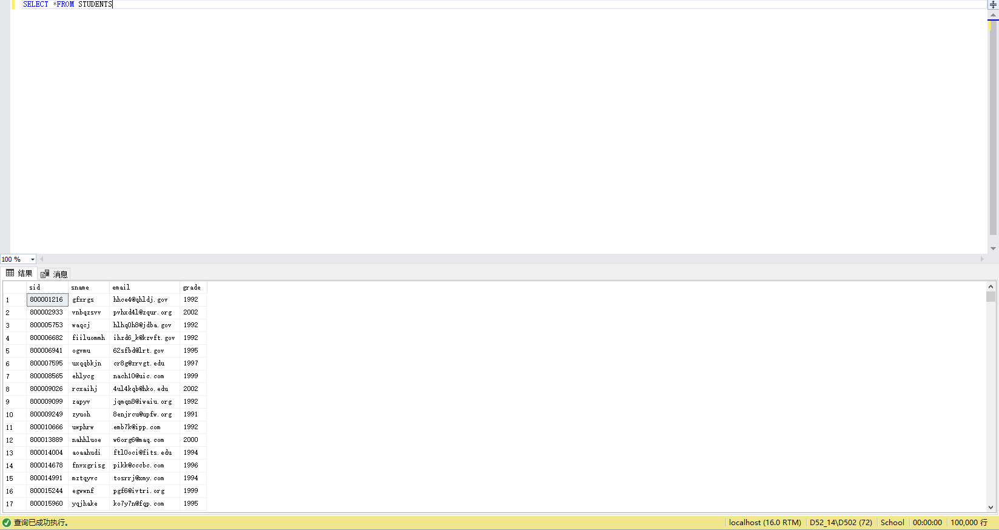 SELECT *FROM STUDENTS
100 %
结果 消息
sid sname email grade
1 800001216 gfxrgs hhce4@qhldj.gov 1992
2 800002933 vnbqzsvv pvhxd4l@zqur.org 2002
3 800005753 waqcj hlhq0h8@jdba.gov 1992
4 800006682 fiiluommh ihzd6_k@kzvft.gov 1992
5 800006941 ogvmu 62sfbd@lrt.gov 1995
6 800007595 uxqqbkjn cr8g@zrvgt.edu 1997
7 800008565 ehlycg nach10@uic.com 1999
8 800009026 rcxaihj 4ul4kqb@hko.edu 2002
9 800009099 zapyv jqmqn8@iwaiu.org 1992
10 800009249 zyuoh 8enjrcu@upfw.org 1991
11 800010666 uwphrw emb7k@ipp.com 1992
12 800013889 nahhluoe w6org6@maq.com 2000
13 800014004 aoaahudi ftl0oci@fits.edu 1994
14 800014678 fnvxgrisg pikk@cccbc.com 1996
15 800014991 mztqyvc tosrrj@xmy.com 1994
16 800015244 egwwnf pgf6@ivtri.org 1999
17 800015960 yqjhake ko7y7n@fqp.com 1995
查询已成功执行。 localhost (16.0 RTM) D52_14\D502 (72) School 00:00:00 100,000 行